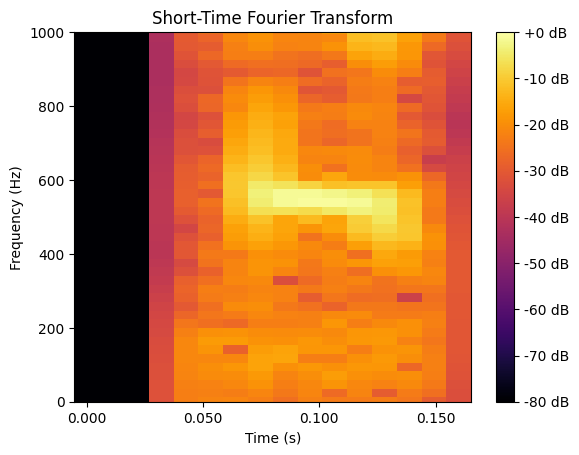 Short-Time Fourier Transform
1000
800
600
400
200
0
Frequency (Hz)
0.000
0.050
0.100
0.150
Time (s)
+0 dB
-10 dB
-20 dB
-30 dB
-40 dB
-50 dB
-60 dB
-70 dB
-80 dB